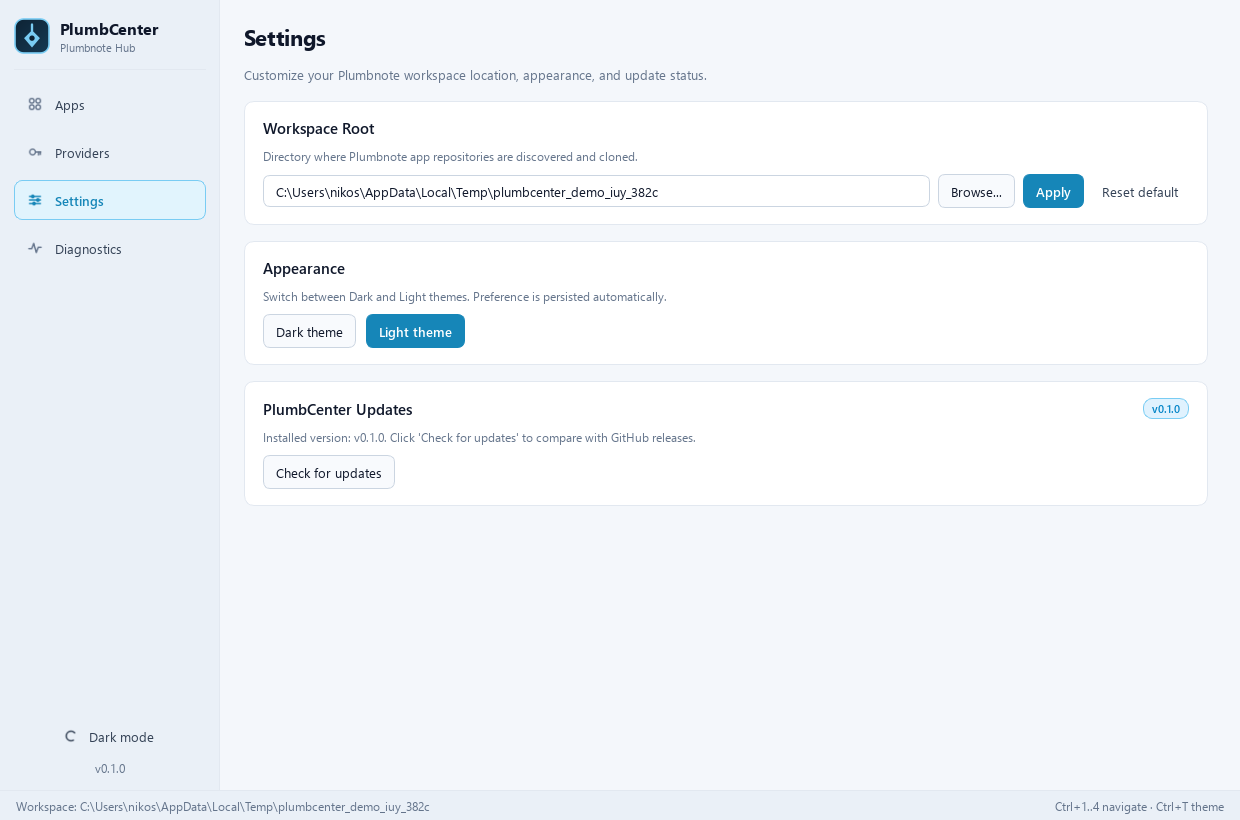 PlumbCenter
Plumbnote Hub
Apps
Providers
Settings
Diagnostics
Dark mode
v0.1.0
Settings
Customize your Plumbnote workspace location, appearance, and update status.
Workspace Root
Directory where Plumbnote app repositories are discovered and cloned.
C:\Users\nikos\AppData\Local\Temp\plumbcenter_demo_iuy_382c Browse... Apply Reset default
Appearance
Switch between Dark and Light themes. Preference is persisted automatically.
Dark theme Light theme
PlumbCenter Updates v0.1.0
Installed version: v0.1.0. Click 'Check for updates' to compare with GitHub releases.
Check for updates
Workspace: C:\Users\nikos\AppData\Local\Temp\plumbcenter_demo_iuy_382c Ctrl+1..4 navigate · Ctrl+T theme